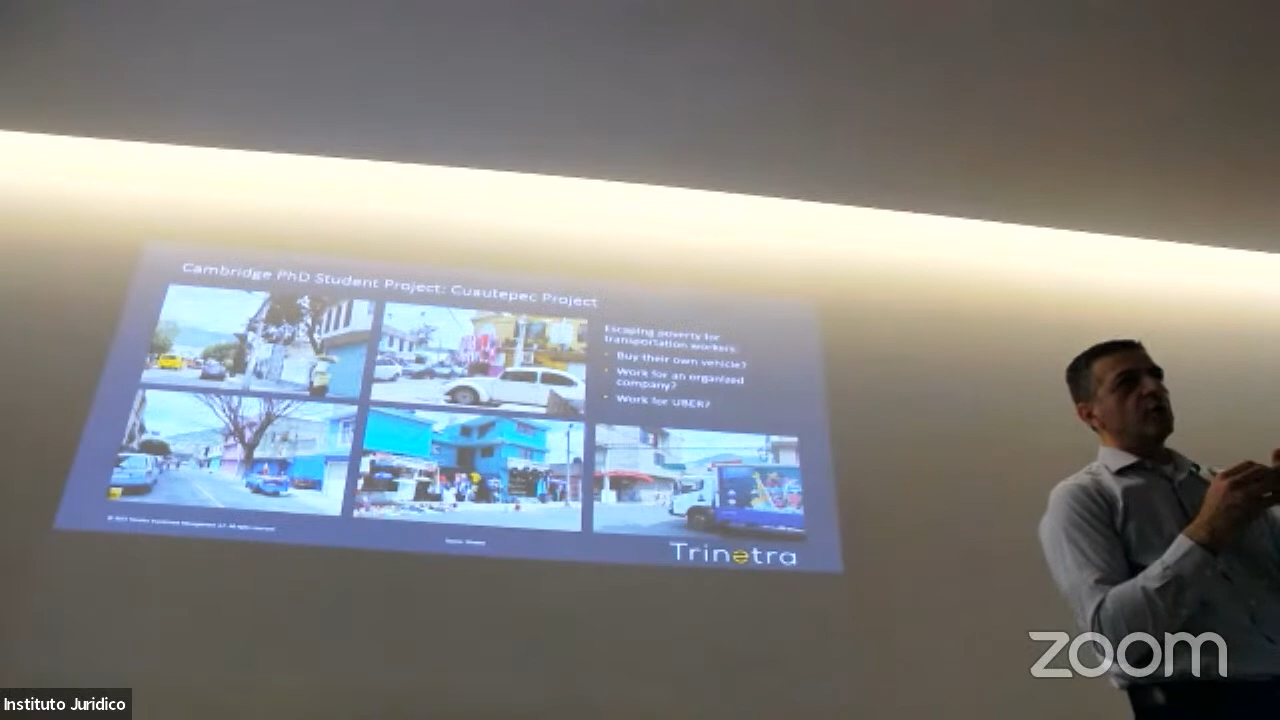 Cambridge PhD Student Project: Cuautepec Project
Escaping poverty for
transportation workers:
Buy their own vehicle?
Work for an organized
company?
Work for UBER?
Trinetra
zoom
Instituto Jurídico